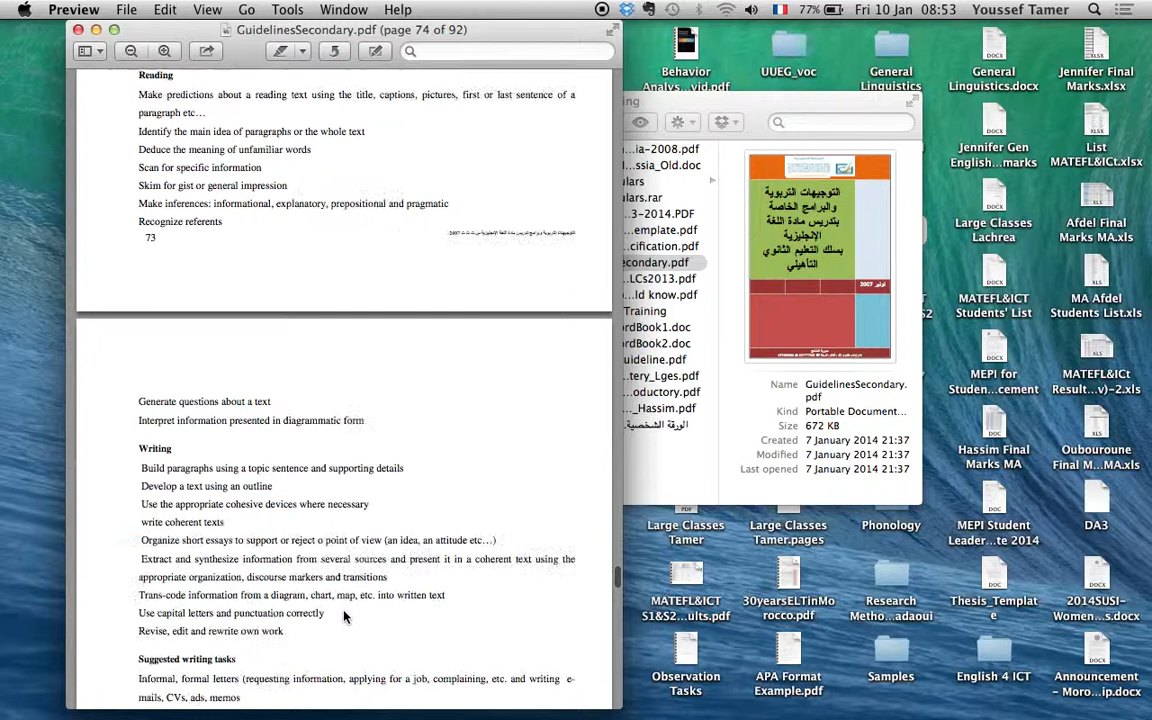 Preview File Edit View Go Tools Window Help
77% Fri 10 Jan 08:53 Youssef Tamer
GuidelinesSecondary.pdf (page 74 of 92)
Reading
Make predictions about a reading text using the title, captions, pictures, first or last sentence of a
paragraph etc…
Identify the main idea of paragraphs or the whole text
Deduce the meaning of unfamiliar words
Scan for specific information
Skim for gist or general impression
Make inferences: informational, explanatory, prepositional and pragmatic
Recognize referents
73
Generate questions about a text
Interpret information presented in diagrammatic form
Writing
Build paragraphs using a topic sentence and supporting details
Develop a text using an outline
Use the appropriate cohesive devices where necessary
write coherent texts
Organize short essays to support or reject o point of view (an idea, an attitude etc…)
Extract and synthesize information from several sources and present it in a coherent text using the
appropriate organization, discourse markers and transitions
Trans-code information from a diagram, chart, map, etc. into written text
Use capital letters and punctuation correctly
Revise, edit and rewrite own work
Suggested writing tasks
Informal, formal letters (requesting information, applying for a job, complaining, etc. and writing e-
mails, CVs, ads, memos
ing
ia-2008.pdf
...ssia_Old.doc
ulars
ulars.rar
...3-2014.PDF
...emplate.pdf
...cification.pdf
econdary.pdf
...LCs2013.pdf
...ld know.pdf
Training
ordBook1.doc
ordBook2.doc
uideline.pdf
...tery_Lges.pdf
...oductory.pdf
..._Hassim.pdf
الورقة الشخصية.
التوجيهات التربوية
والبرامج الخاصة
بتدريس مادة اللغة
الإنجليزية
بسلك التعليم الثانوي
التأهيلي
نونبر 2007
Name GuidelinesSecondary.
pdf
Kind Portable Document...
Size 672 KB
Created 7 January 2014 21:37
Modified 7 January 2014 21:37
Last opened 7 January 2014 21:37
Behavior
Analys...vid.pdf
UUEG_voc
General
Linguistics
General
Linguistics.docx
Jennifer Final
Marks.xlsx
Jennifer Gen
English...marks
List
MATEFL&ICt.xlsx
Large Classes
Lachrea
Afdel Final
Marks MA.xls
MATEFL&ICT
Students' List
MA Afdel
Students List.xls
MEPI for
Studen...cement
MATEFL&ICt
Result...v)-2.xls
Hassim Final
Marks MA
Oubouroune
Final M...MA.xls
Large Classes
Tamer
Large Classes
Tamer.pages
Phonology
MEPI Student
Leader...te 2014
DA3
MATEFL&ICT
S1&S2...ults.pdf
30yearsELTinMo
rocco.pdf
Research
Metho...adaoui
Thesis_Templat
e
2014SUSI-
Women...s.docx
Observation
Tasks
APA Format
Example.pdf
Samples
English 4 ICT
Announcement
- Moro...ip.docx